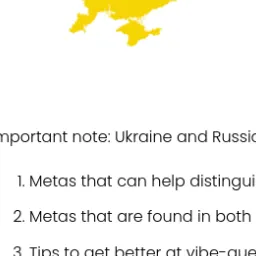 mportant note: Ukraine and Russia
1. Metas that can help distingui
2. Metas that are found in both
3. Tips to get better at vibe-gue